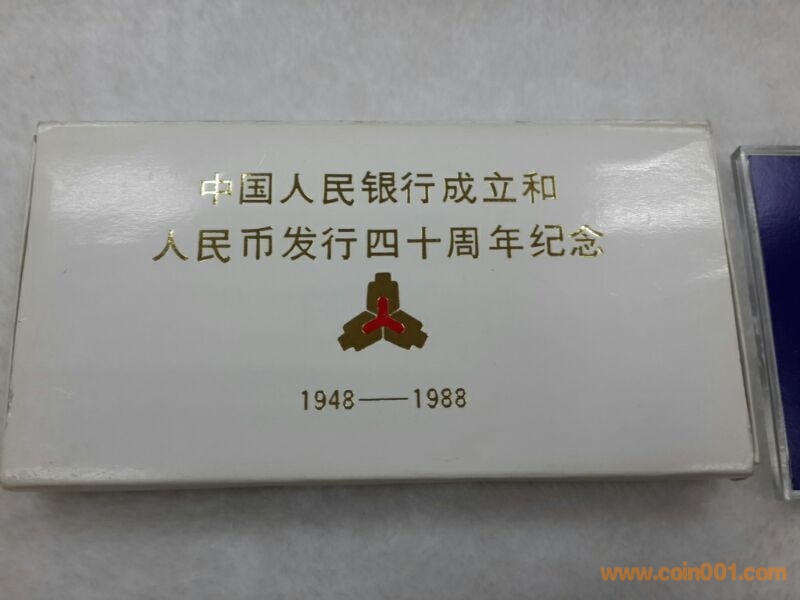 中国人民银行成立和
人民币发行四十周年纪念
1948——1988
www.coin001.com